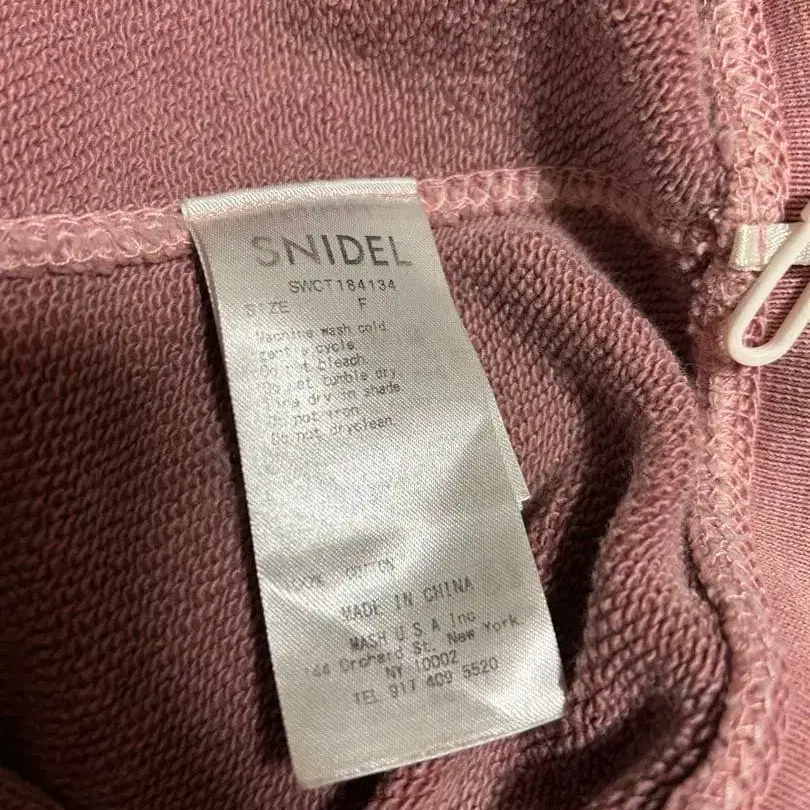 SNIDEL
SWCT184134
SIZE F
Machine wash cold
gently cycle.
Do not bleach.
Do not tumble dry.
Line dry in shade.
Do not iron.
Do not dryclean.
COTTON
MADE IN CHINA
MASH U.S.A Inc
144 Orchard St. New York.
NY 10002
TEL 917 409 5520